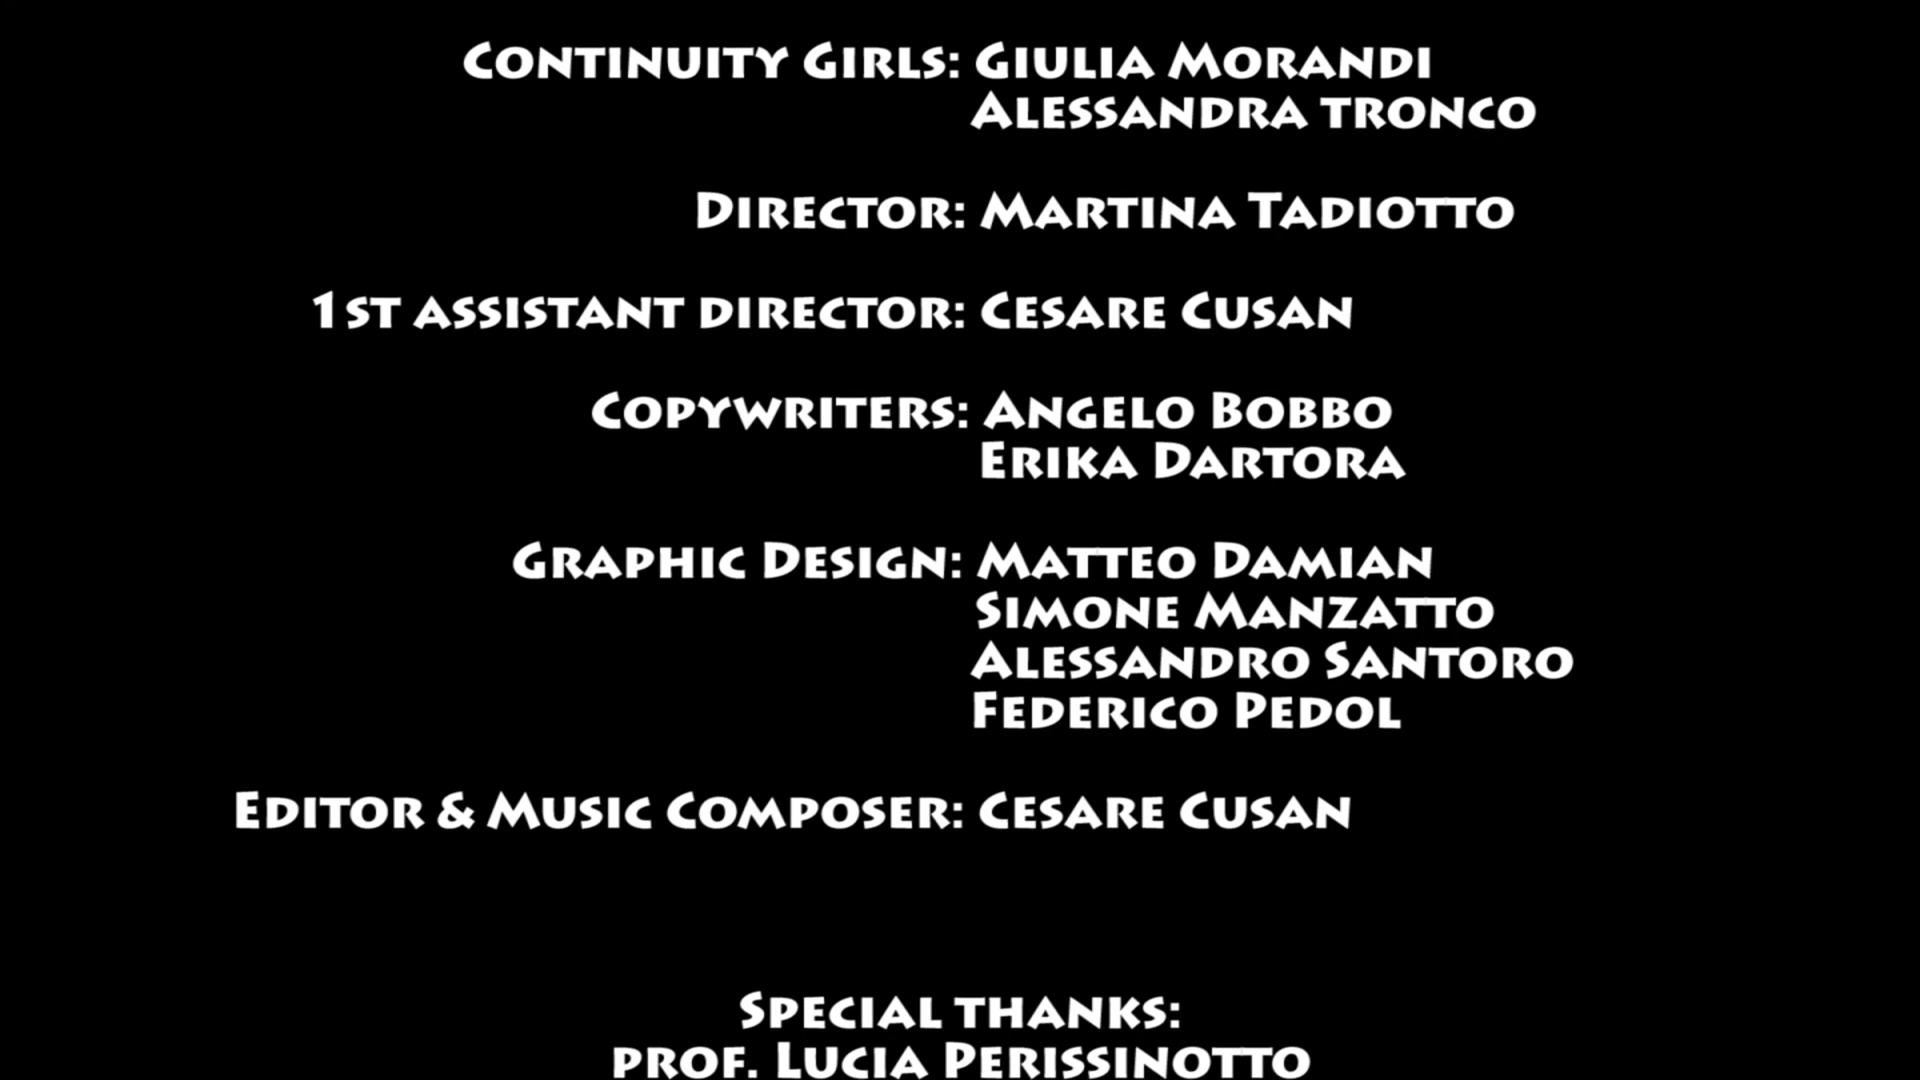 Continuity Girls: Giulia Morandi
Alessandra tronco
Director: Martina Tadiotto
1st assistant director: Cesare Cusan
Copywriters: Angelo Bobbo
Erika Dartora
Graphic Design: Matteo Damian
Simone Manzatto
Alessandro Santoro
Federico Pedol
Editor & Music Composer: Cesare Cusan
Special thanks:
prof. Lucia Perissinotto